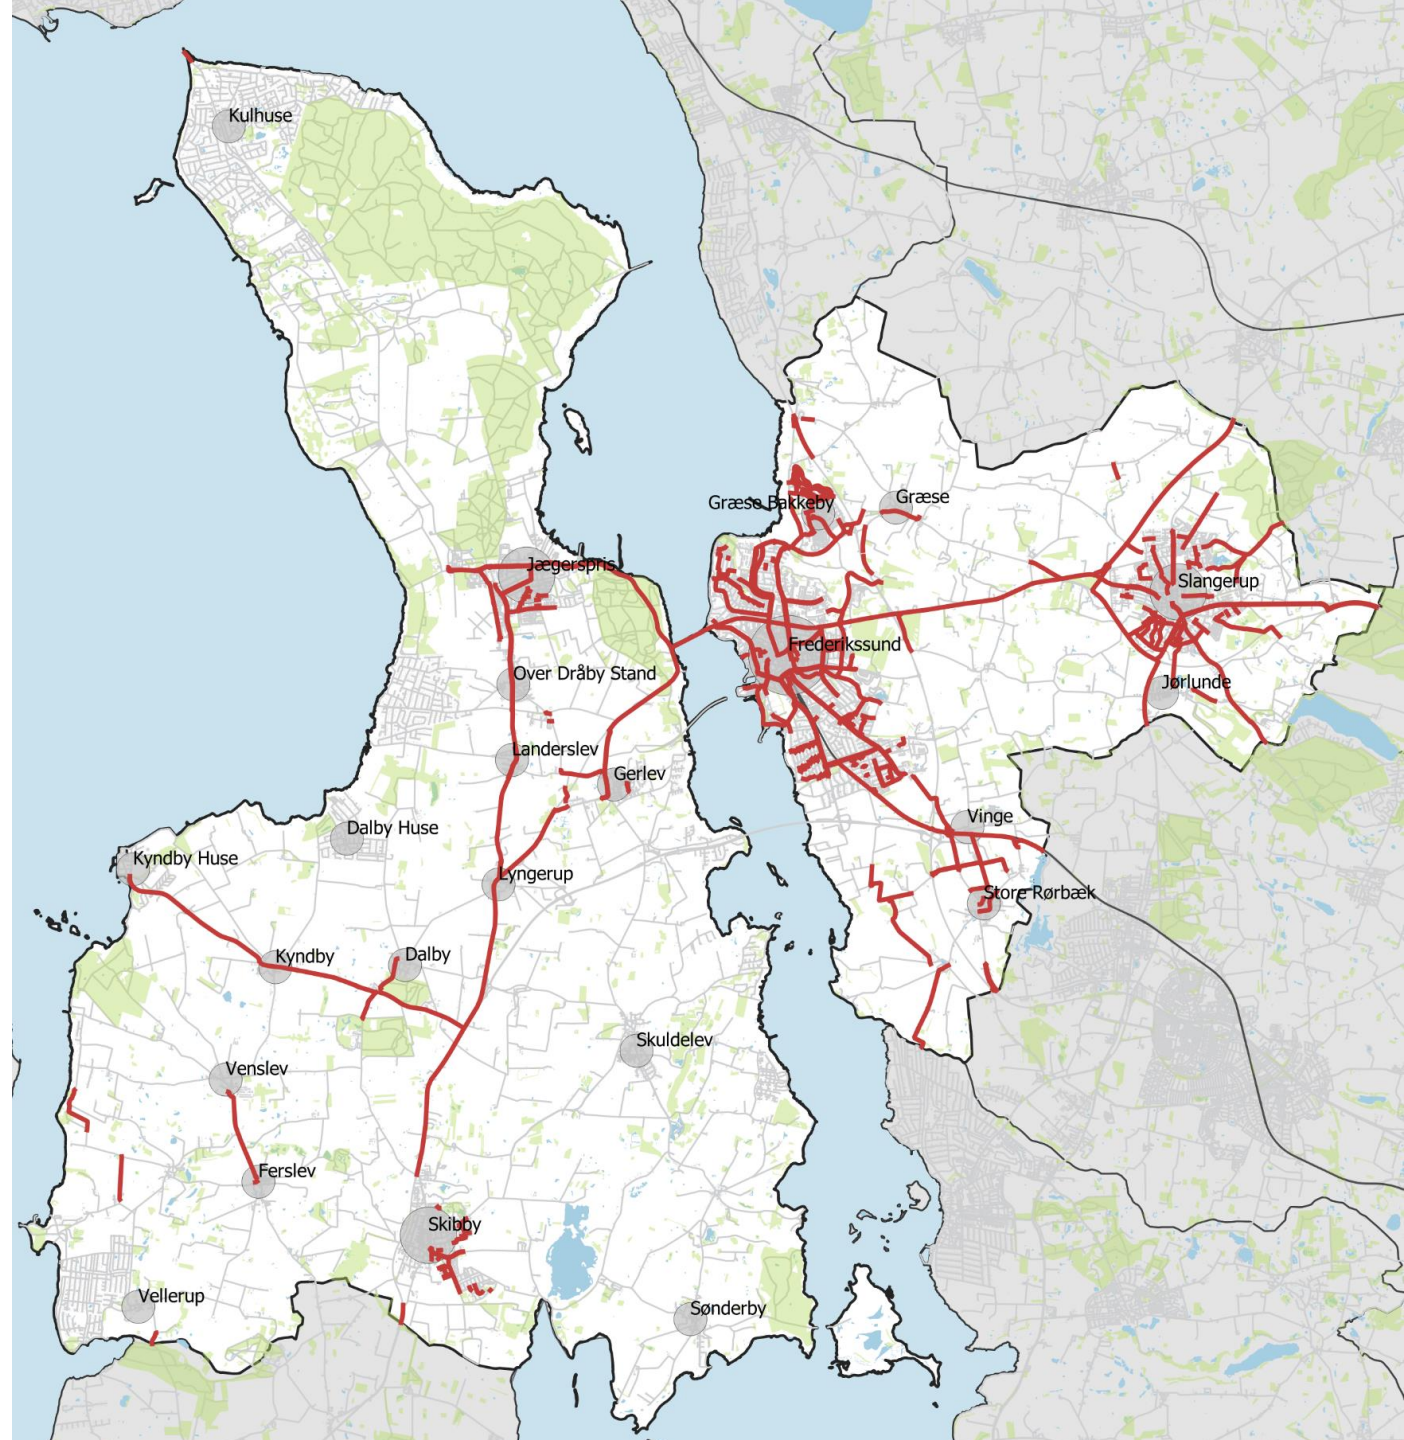 Kulhuse
Græse Bakkeby
Græse
Jægerspris
Slangerup
Frederikssund
Over Dråby Stand
Jørlunde
Landerslev
Gerlev
Vinge
Dalby Huse
Kyndby Huse
Lyngerup
Store Rørbæk
Kyndby
Dalby
Skuldelev
Venslev
Ferslev
Skibby
Vellerup
Sønderby